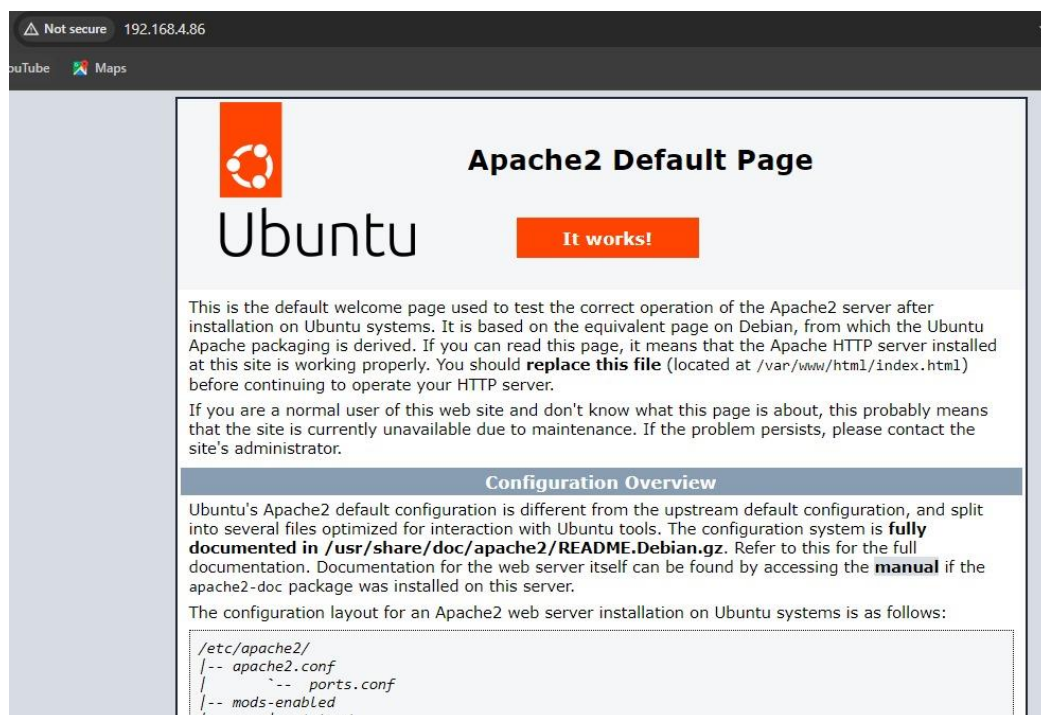 Not secure 192.168.4.86
ouTube Maps
Apache2 Default Page
Ubuntu
It works!
This is the default welcome page used to test the correct operation of the Apache2 server after
installation on Ubuntu systems. It is based on the equivalent page on Debian, from which the Ubuntu
Apache packaging is derived. If you can read this page, it means that the Apache HTTP server installed
at this site is working properly. You should replace this file (located at /var/www/html/index.html)
before continuing to operate your HTTP server.
If you are a normal user of this web site and don't know what this page is about, this probably means
that the site is currently unavailable due to maintenance. If the problem persists, please contact the
site's administrator.
Configuration Overview
Ubuntu's Apache2 default configuration is different from the upstream default configuration, and split
into several files optimized for interaction with Ubuntu tools. The configuration system is fully
documented in /usr/share/doc/apache2/README.Debian.gz. Refer to this for the full
documentation. Documentation for the web server itself can be found by accessing the manual if the
apache2-doc package was installed on this server.
The configuration layout for an Apache2 web server installation on Ubuntu systems is as follows:
/etc/apache2/
|-- apache2.conf
|       `--  ports.conf
|-- mods-enabled